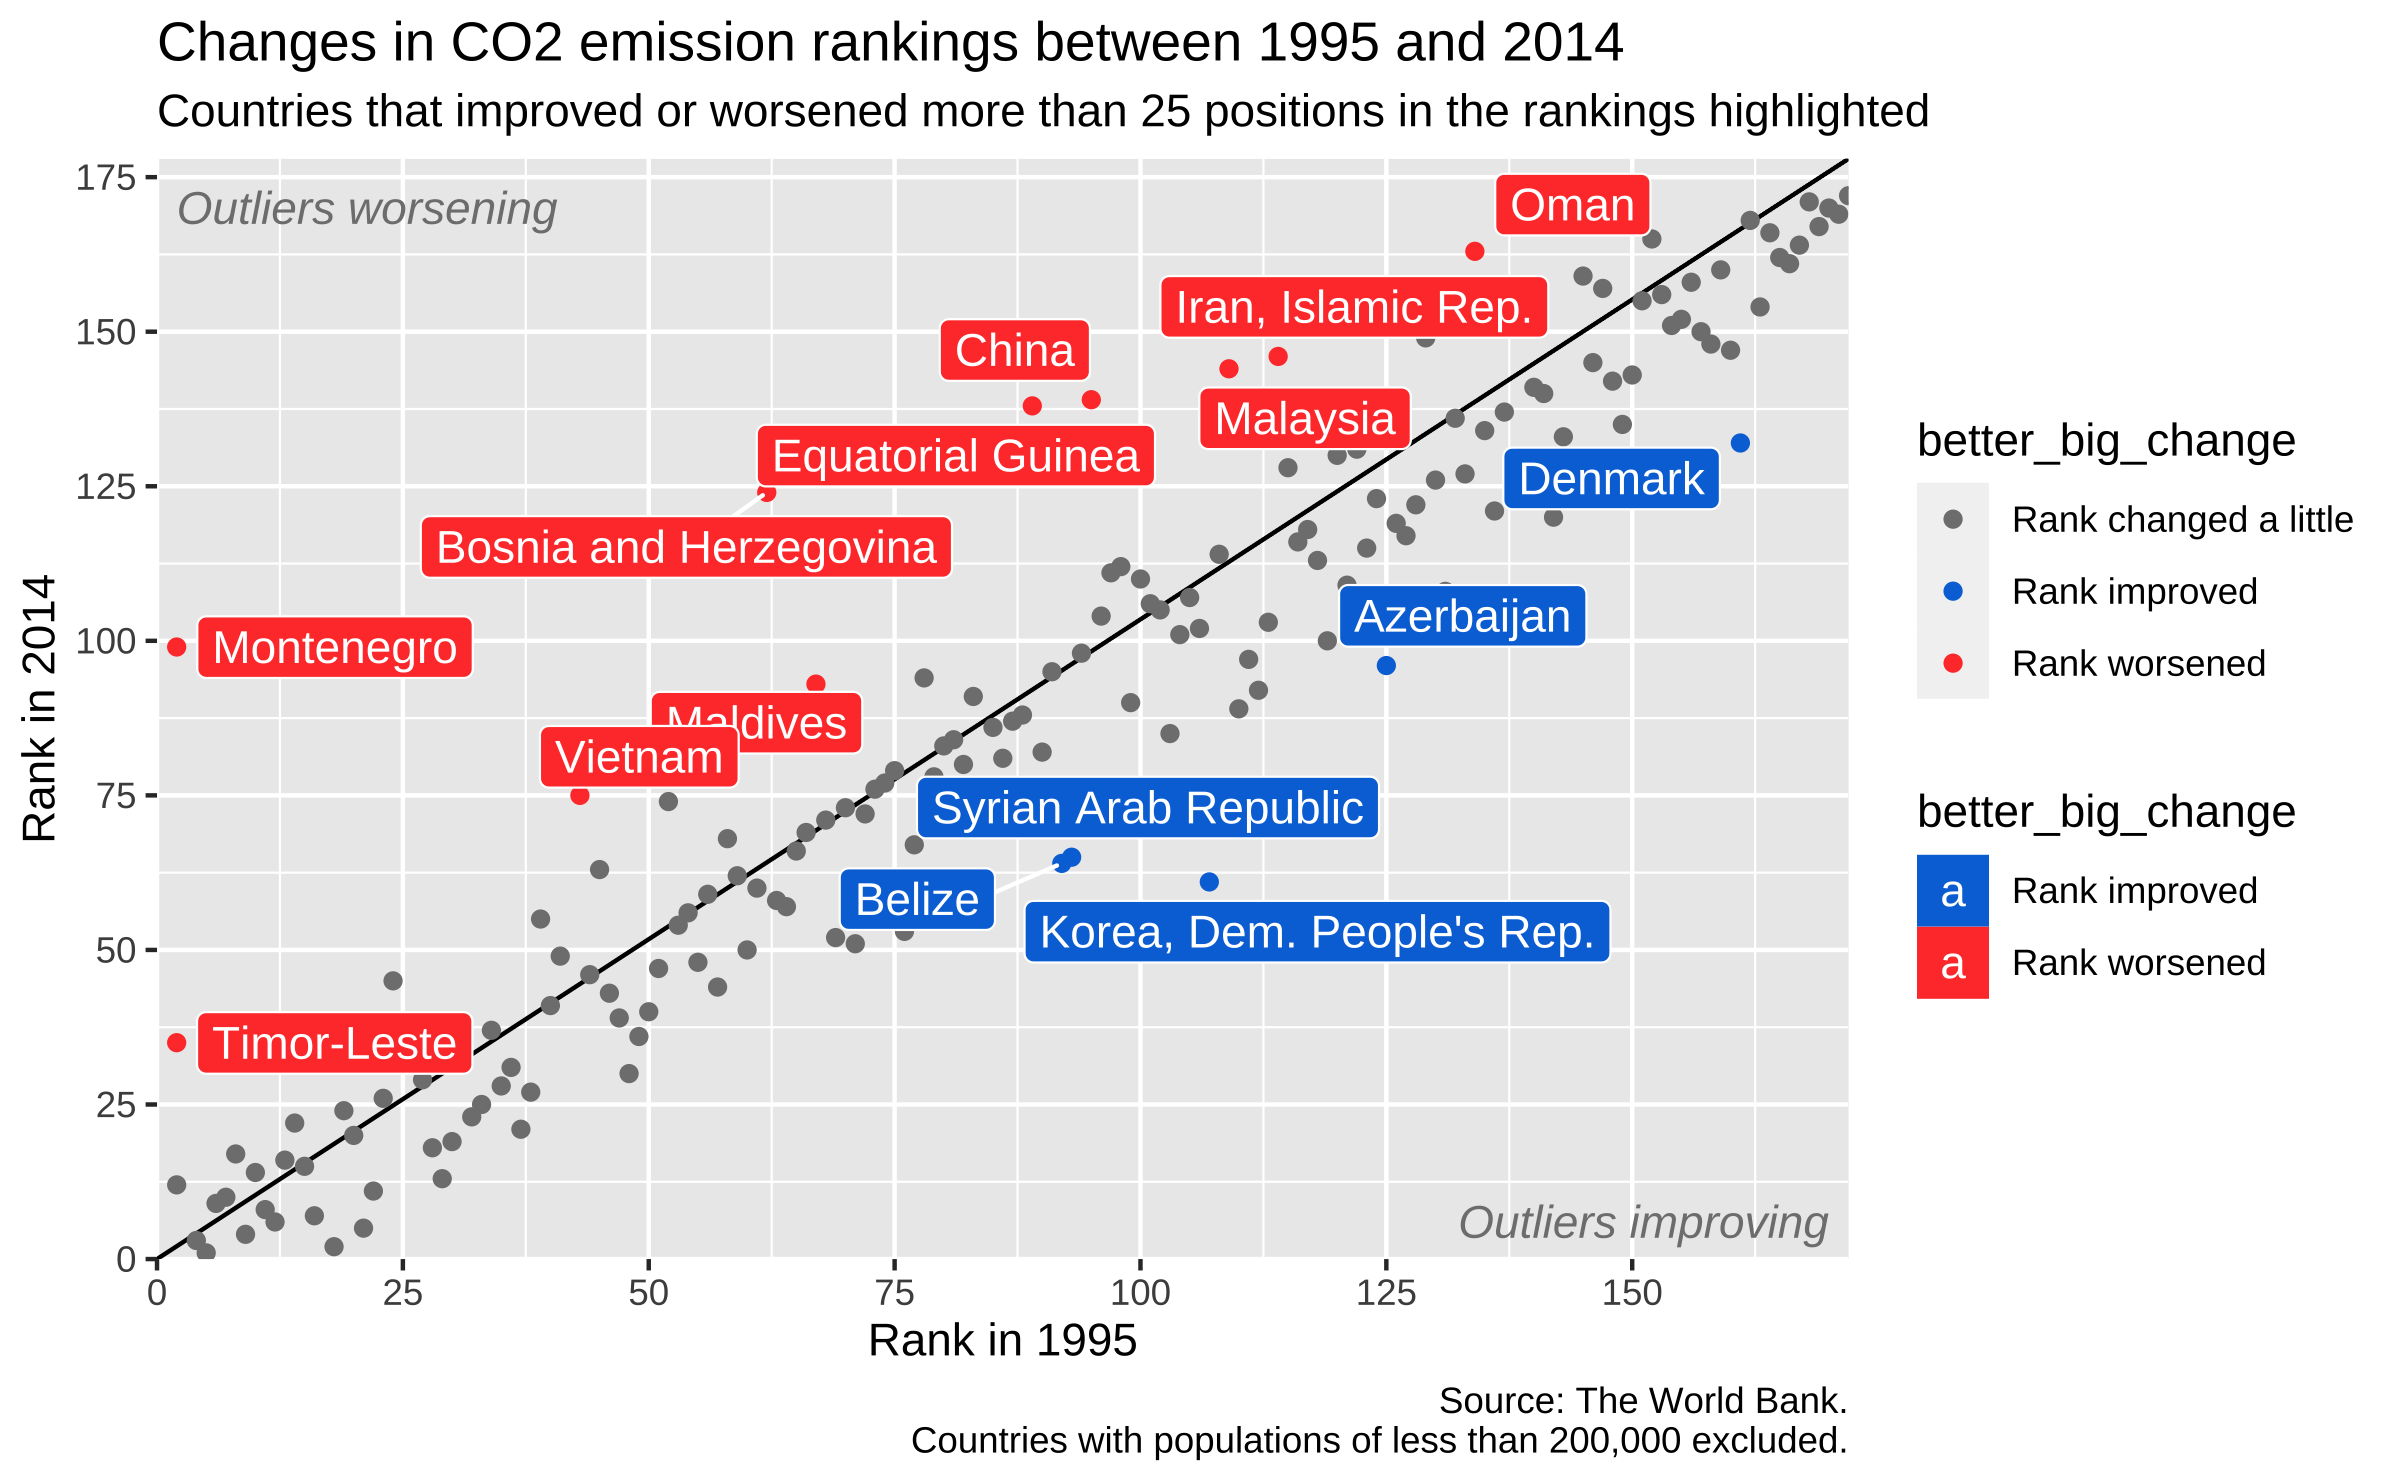 Changes in CO2 emission rankings between 1995 and 2014
Countries that improved or worsened more than 25 positions in the rankings highlighted
Rank in 2014
175
150
125
100
75
50
25
0
Outliers worsening
Oman
Iran, Islamic Rep.
China
Malaysia
Equatorial Guinea
Denmark
Bosnia and Herzegovina
Azerbaijan
Montenegro
Maldives
Vietnam
Syrian Arab Republic
Belize
Korea, Dem. People's Rep.
Timor-Leste
Outliers improving
0
25
50
75
100
125
150
Rank in 1995
better_big_change
Rank changed a little
Rank improved
Rank worsened
better_big_change
a Rank improved
a Rank worsened
Source: The World Bank.
Countries with populations of less than 200,000 excluded.